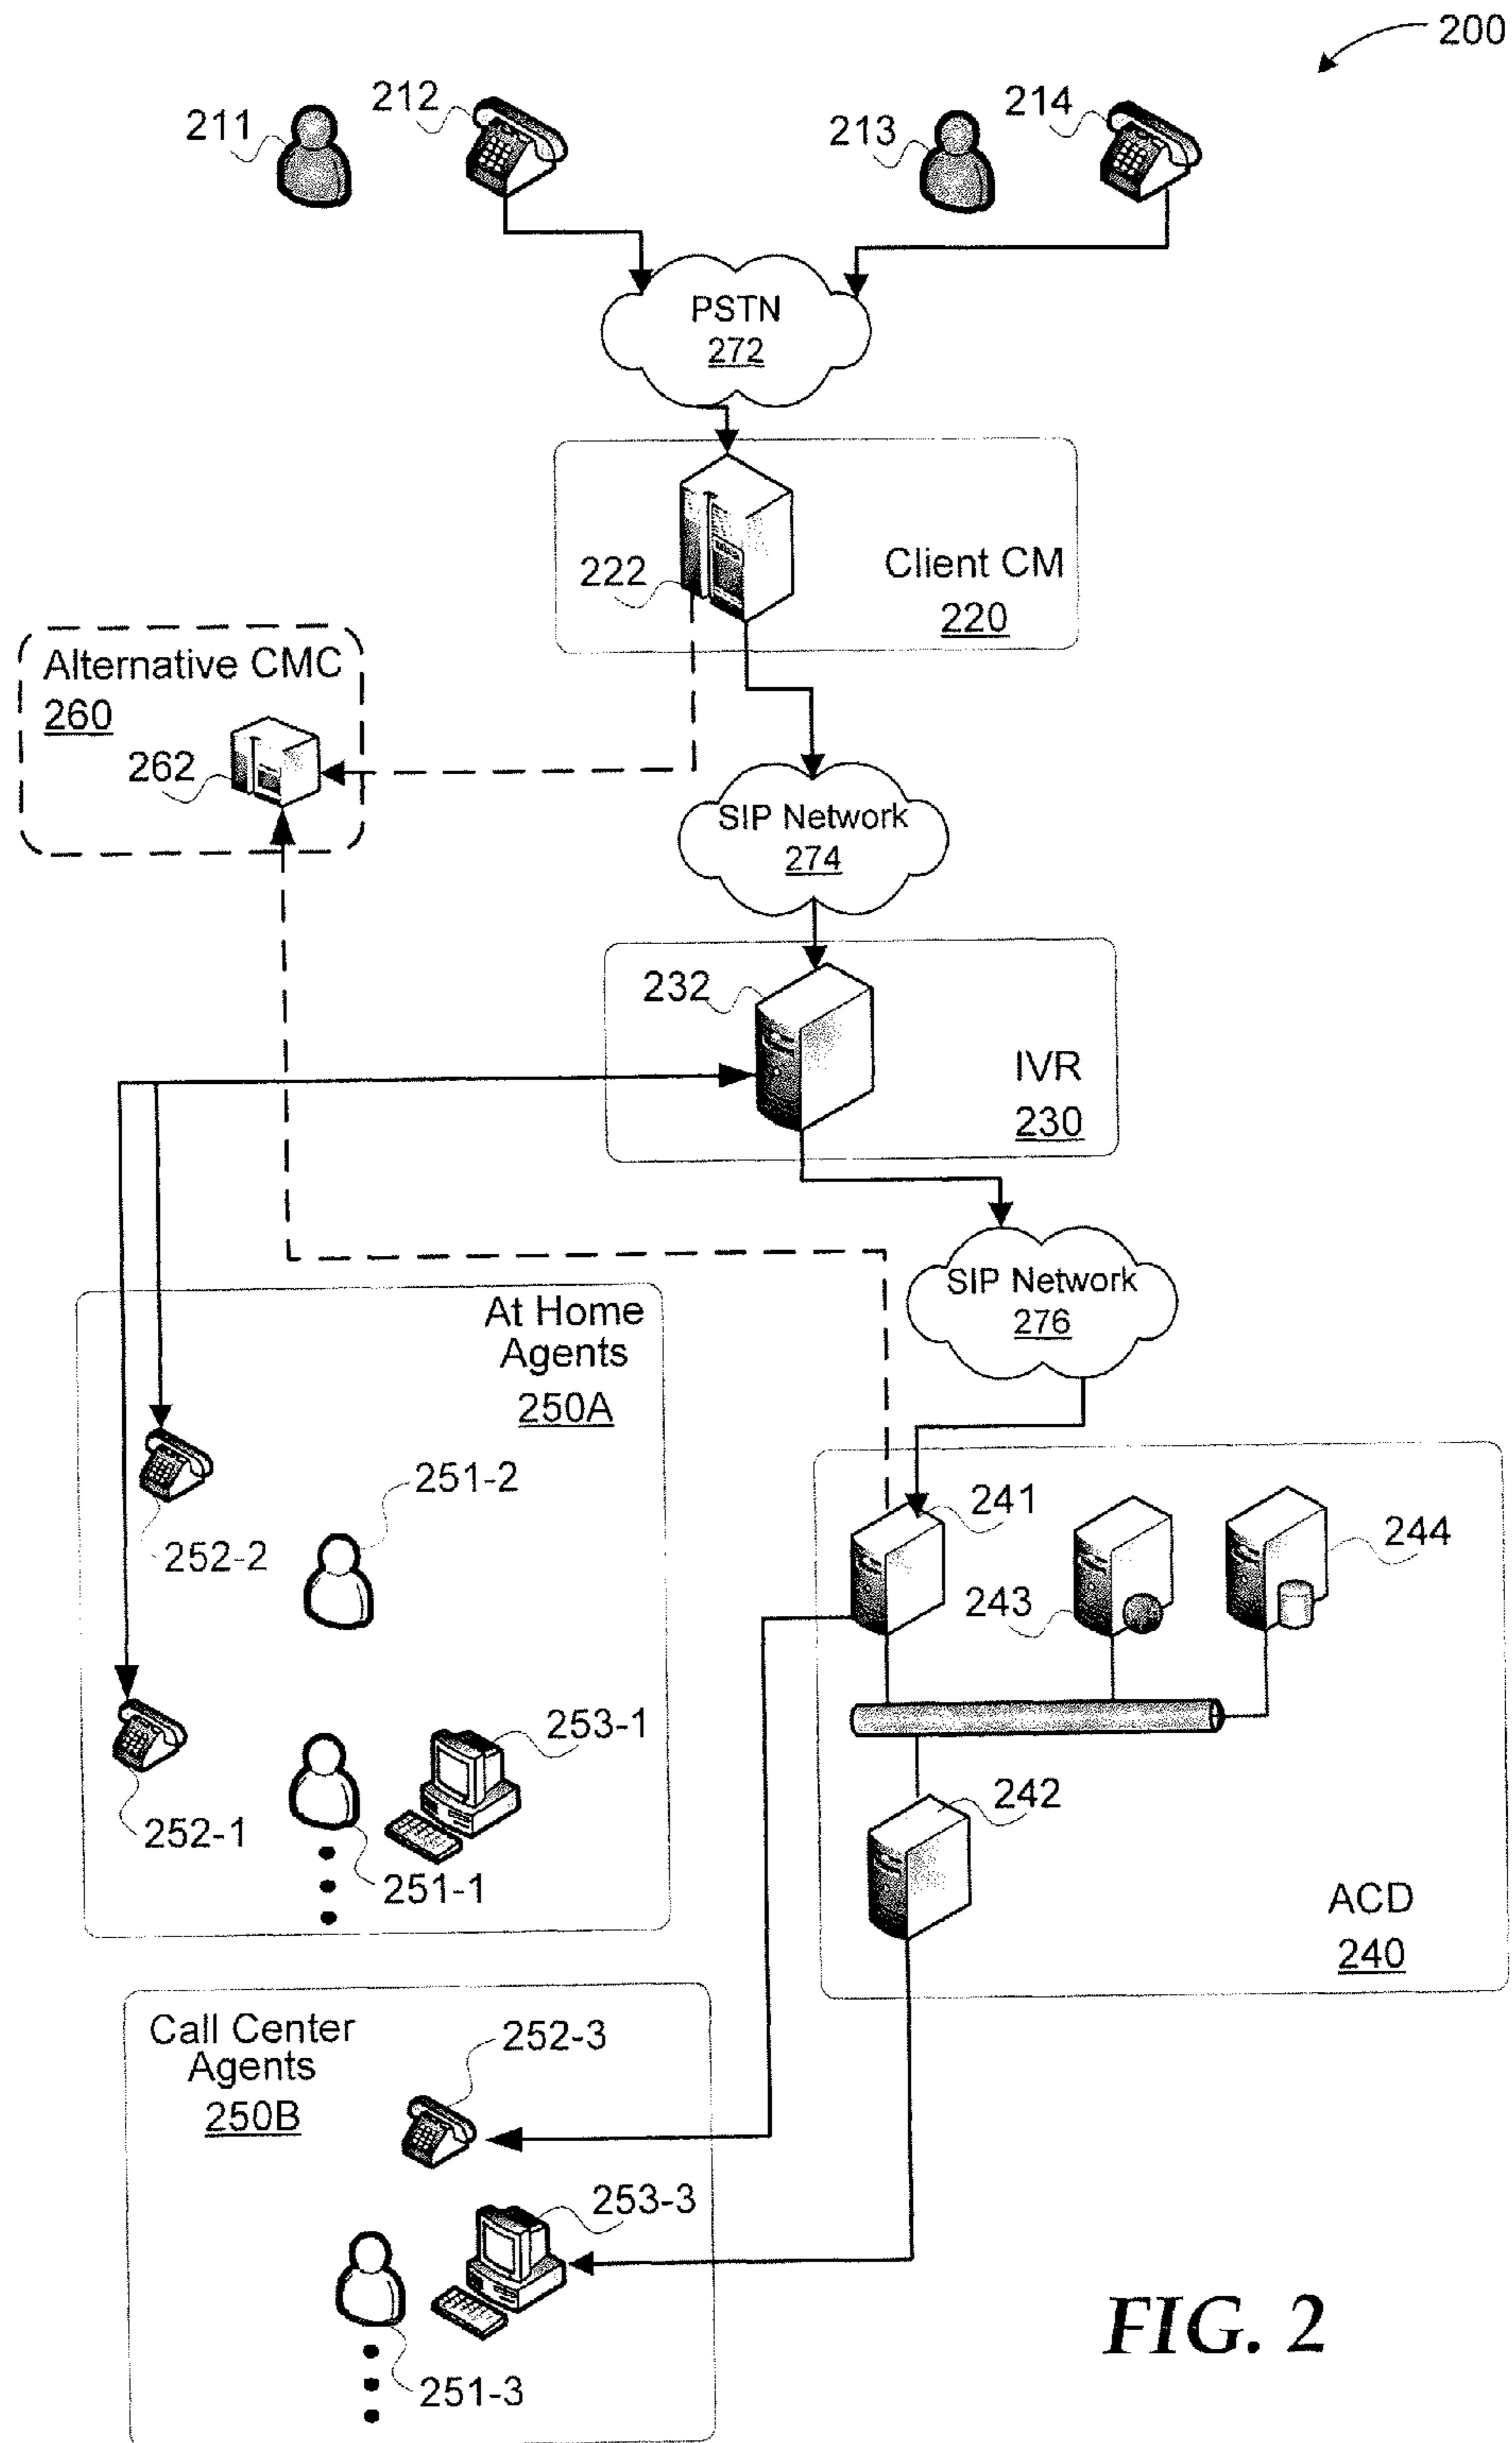 200
211
212
213
214
PSTN
272
222
Client CM
220
Alternative CMC
260
262
SIP Network
274
232
IVR
230
SIP Network
276
At Home
Agents
250A
252-2
251-2
252-1
251-1
253-1
241
243
244
242
ACD
240
Call Center
Agents
250B
252-3
253-3
251-3
FIG. 2